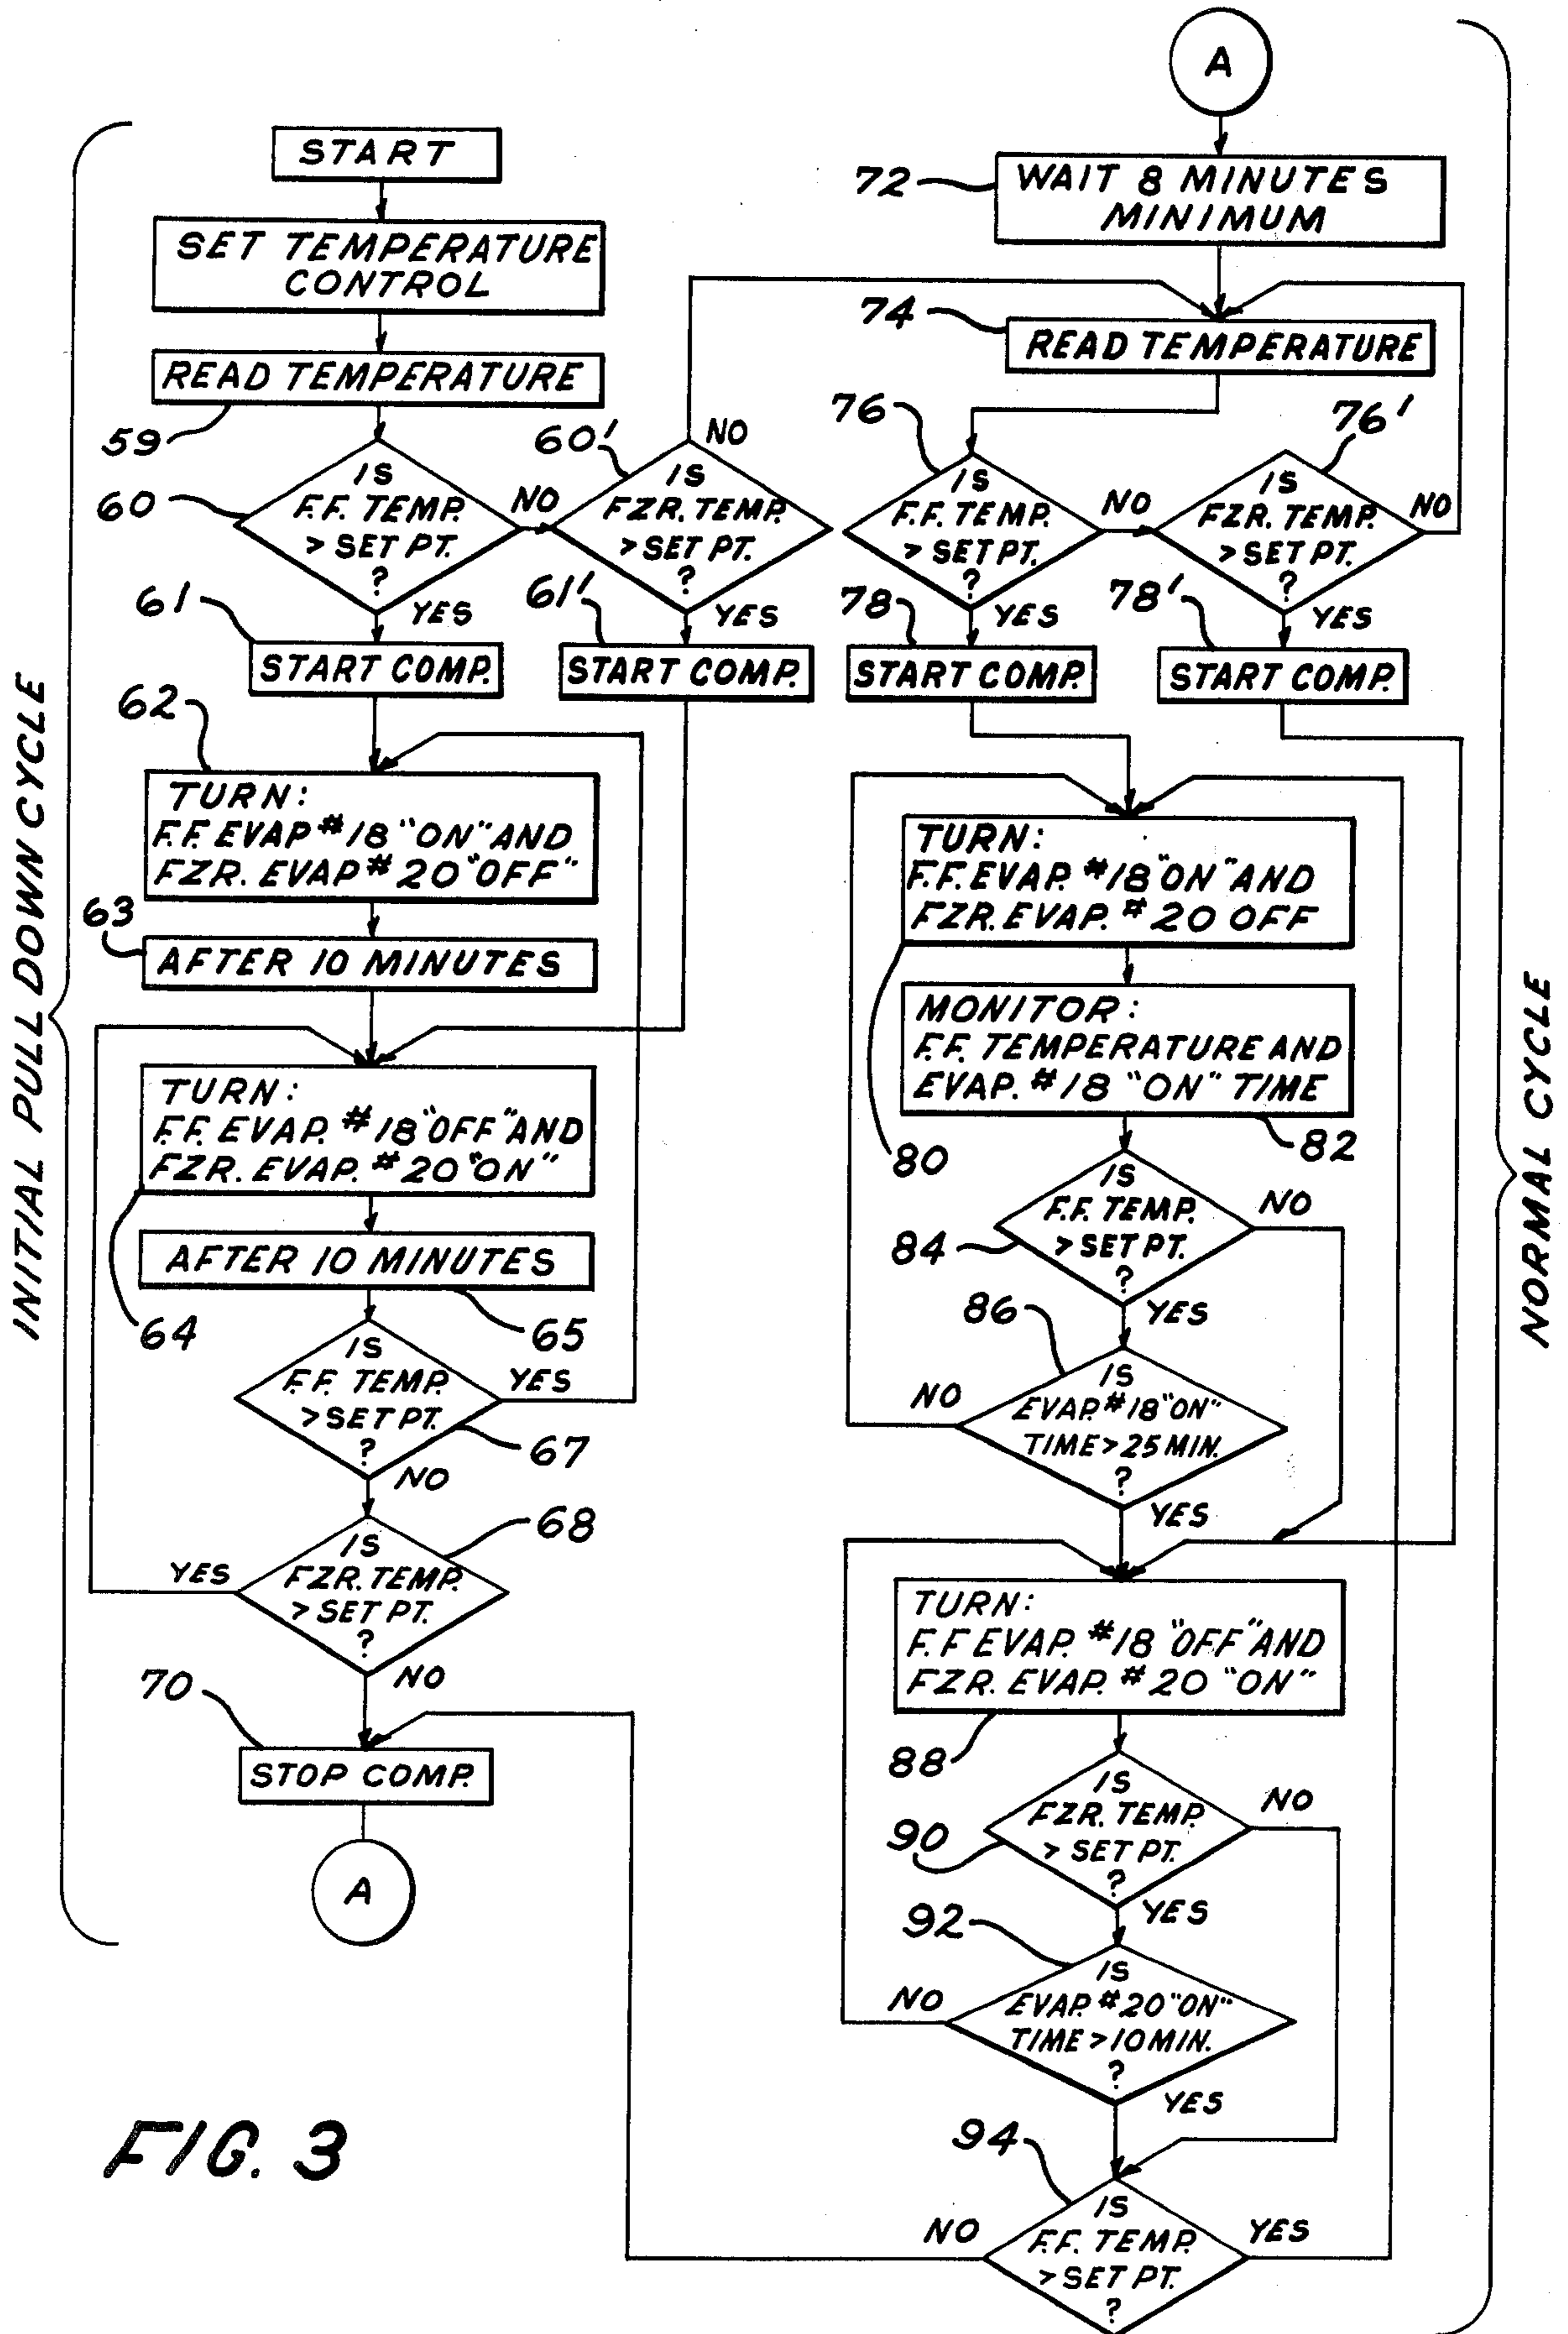 INITIAL PULL DOWN CYCLE
START
SET TEMPERATURE
CONTROL
READ TEMPERATURE
59
60
IS
F.F. TEMP.
> SET PT.
?
NO
YES
60'
IS
FZR. TEMP.
> SET PT.
?
NO
YES
61
START COMP.
61'
START COMP.
62
TURN:
F.F. EVAP #18 "ON" AND
FZR. EVAP # 20 "OFF"
63
AFTER 10 MINUTES
TURN:
F.F. EVAP. #18 "OFF" AND
FZR. EVAP. # 20 "ON"
64
AFTER 10 MINUTES
65
IS
F.F. TEMP.
> SET PT.
?
YES
67
NO
68
IS
FZR. TEMP.
> SET PT.
?
YES
NO
70
STOP COMP.
A
FIG. 3
A
NORMAL CYCLE
72
WAIT 8 MINUTES
MINIMUM
74
READ TEMPERATURE
76
IS
F.F. TEMP.
> SET PT.
?
NO
YES
76'
IS
FZR. TEMP.
> SET PT.
?
NO
YES
78
START COMP.
78'
START COMP.
TURN:
F.F. EVAP. #18 "ON" AND
FZR. EVAP. # 20 OFF
80
MONITOR:
F.F. TEMPERATURE AND
EVAP. #18 "ON" TIME
82
IS
F.F. TEMP.
> SET PT.
?
84
NO
YES
86
IS
EVAP. #18 "ON"
TIME > 25 MIN.
?
NO
YES
TURN:
F.F EVAP. #18 "OFF" AND
FZR. EVAP. # 20 "ON"
88
IS
FZR. TEMP.
> SET PT.
?
90
NO
YES
92
IS
EVAP. #20 "ON"
TIME > 10 MIN.
?
NO
YES
94
IS
F.F. TEMP.
> SET PT.
?
NO
YES